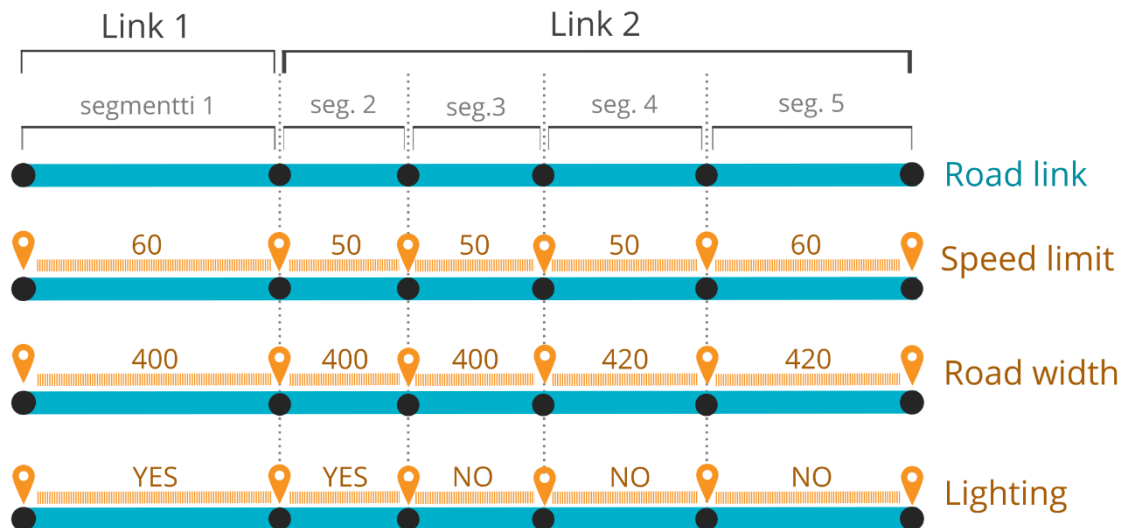 Link 1 Link 2
segmentti 1 seg. 2 seg.3 seg. 4 seg. 5
Road link
60 50 50 50 60 Speed limit
400 400 400 420 420 Road width
YES YES NO NO NO Lighting